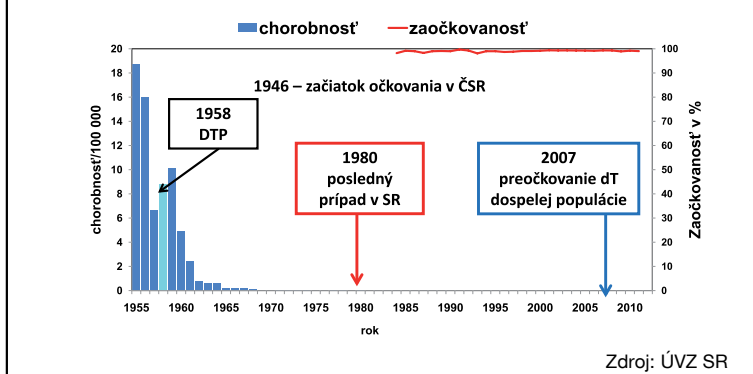 chorobnosť zaočkovanosť
1946 – začiatok očkovania v ČSR
1958
DTP
1980
posledný
prípad v SR
2007
preočkovanie dT
dospelej populácie
chorobnosť/100 000
20
18
16
14
12
10
8
6
4
2
0
Zaočkovanosť v %
100
90
80
70
60
50
40
30
20
10
0
1955 1960 1965 1970 1975 1980 1985 1990 1995 2000 2005 2010
rok
Zdroj: ÚVZ SR